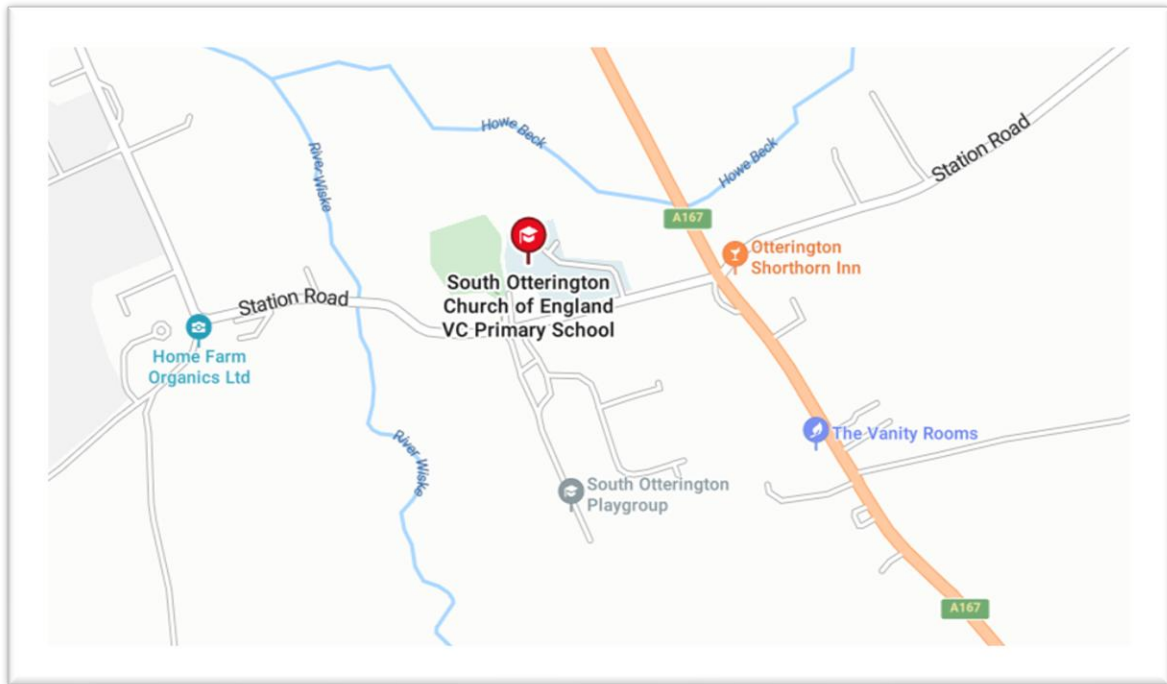 Howe Beck
Station Road
River Wiske
Howe Beck
A167
Otterington
Shorthorn Inn
South Otterington
Church of England
VC Primary School
Station Road
Home Farm
Organics Ltd
The Vanity Rooms
River Wiske
South Otterington
Playgroup
A167